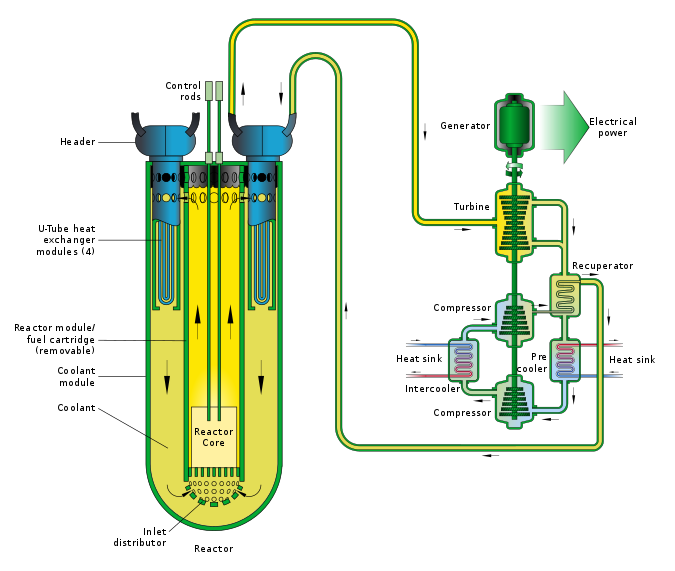 Control
rods
Header
U-Tube heat
exchanger
modules (4)
Reactor module/
fuel cartridge
(removable)
Coolant
module
Coolant
Reactor
Core
Inlet
distributor
Reactor
Generator
Electrical
power
Turbine
Recuperator
Compressor
Heat sink
Pre
cooler
Heat sink
Intercooler
Compressor